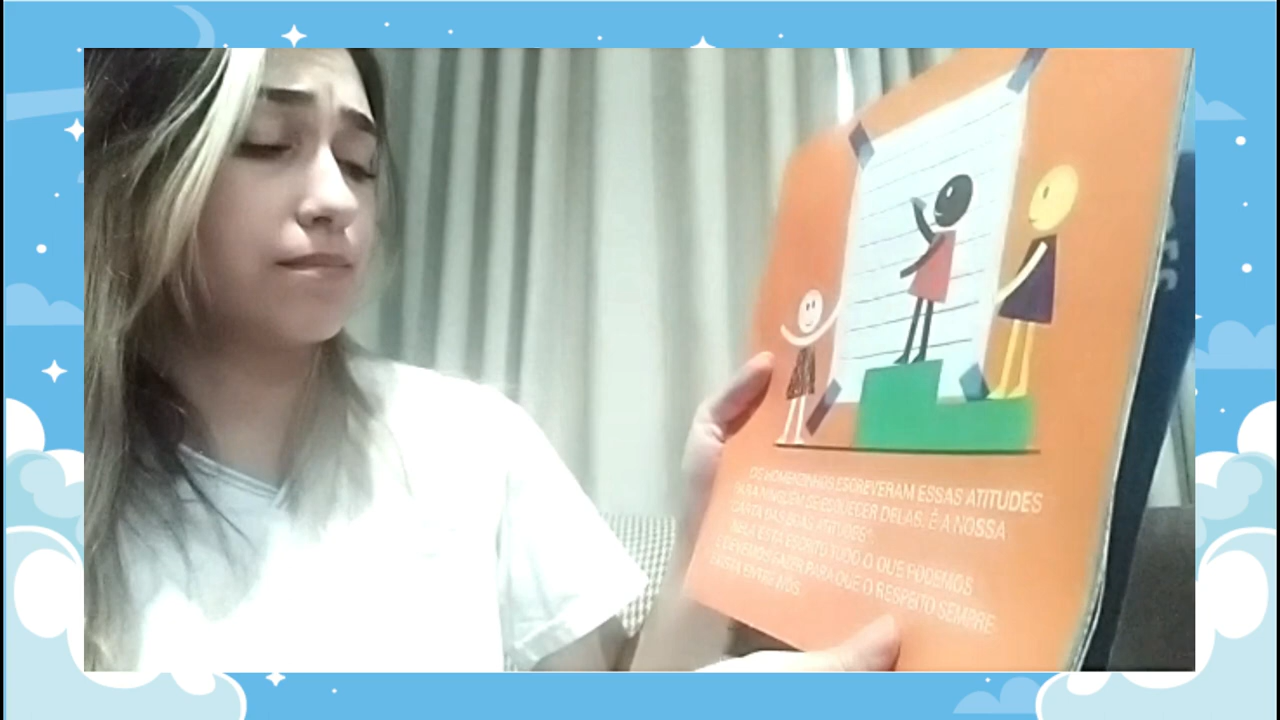 OS HOMENZINHOS ESCREVERAM ESSAS ATITUDES
PARA NINGUÉM SE ESQUECER DELAS. É A NOSSA
"CARTA DAS BOAS ATITUDES".
NELA ESTÁ ESCRITO TUDO O QUE PODEMOS
E DEVEMOS FAZER PARA QUE O RESPEITO SEMPRE
EXISTA ENTRE NÓS.